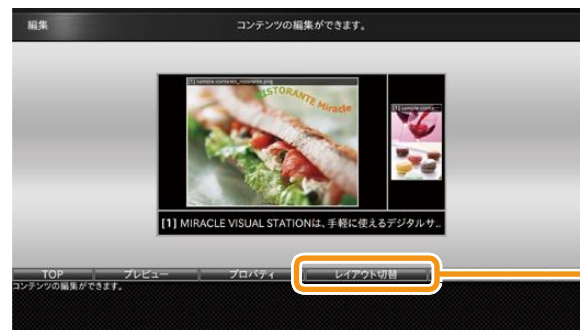 編集
コンテンツの編集ができます。
[1] sample-contents_ristorante.png
RISTORANTE Miracle
[1] sample-conte...
[1] MIRACLE VISUAL STATIONは、手軽に使えるデジタルサ..
TOP
プレビュー
プロパティ
レイアウト切替
コンテンツの編集ができます。